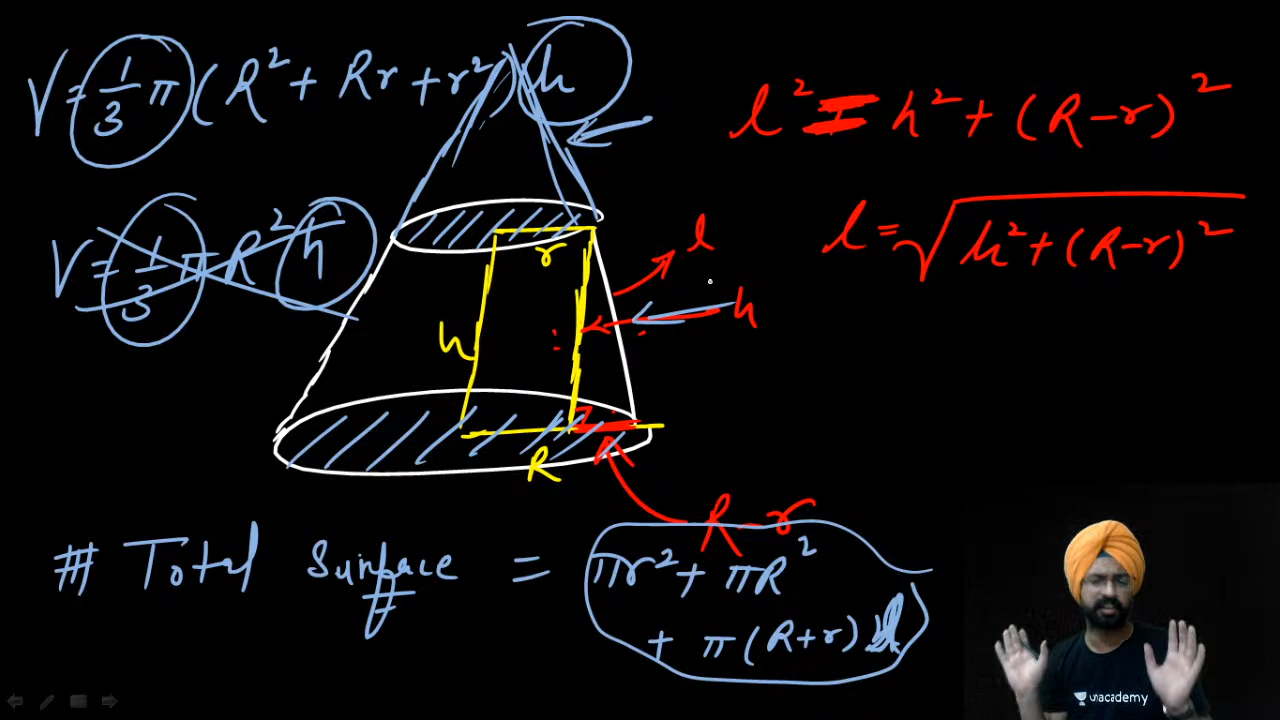 V = 1/3 π (R² + Rr + r²) h
l² = h² + (R-r)²
V = 1/3 π R² h
l = √h² + (R-r)²
l
r
h
h
R
R-r
# Total Surface = πr² + πR²
+ π(R+r)l
unacademy